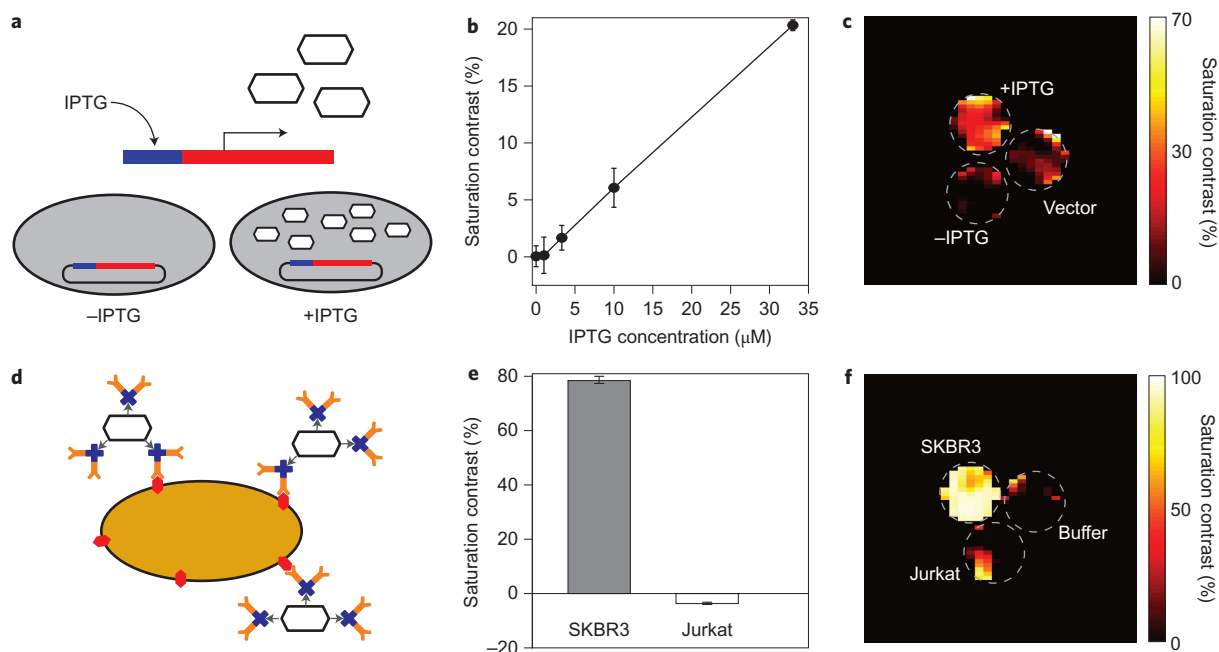 a
IPTG
–IPTG
+IPTG
b
Saturation contrast (%)
20
15
10
5
0
0
5
10
15
20
25
30
35
IPTG concentration (μM)
c
+IPTG
Vector
–IPTG
70
30
0
Saturation contrast (%)
d
e
Saturation contrast (%)
80
60
40
20
0
–20
SKBR3
Jurkat
f
SKBR3
Buffer
Jurkat
100
30
0
Saturation contrast (%)